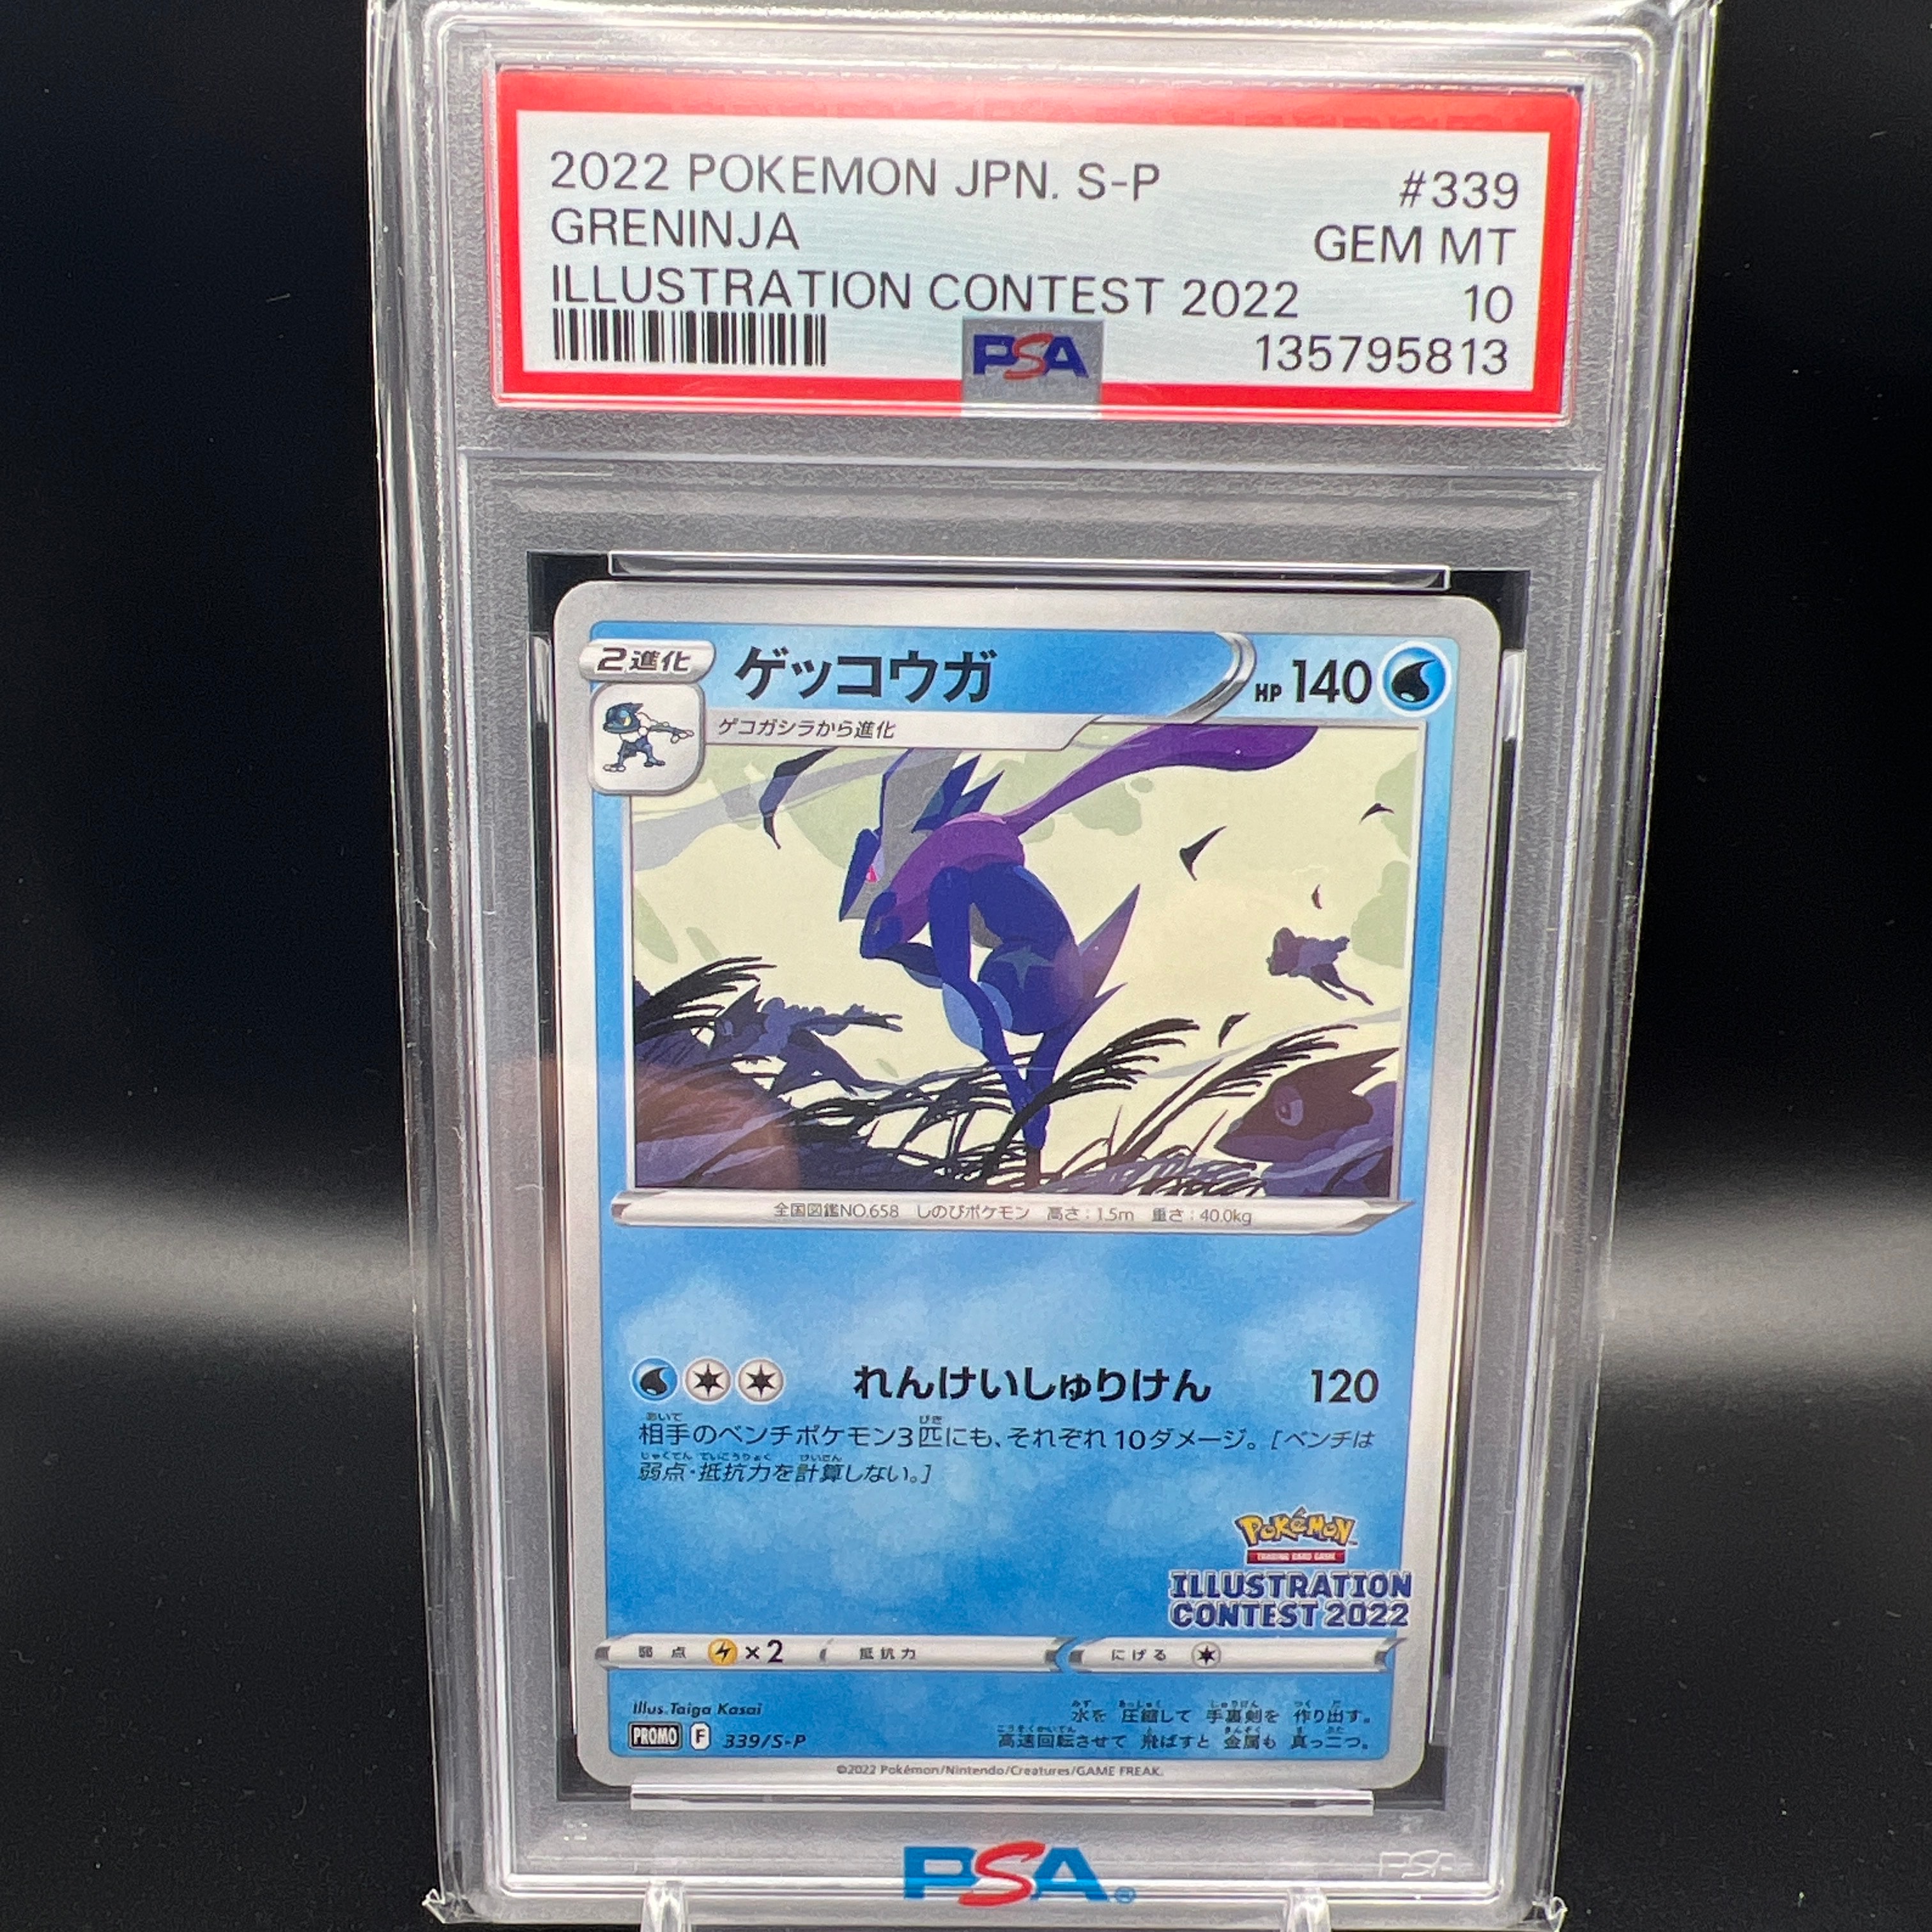 2022 POKEMON JPN. S-P #339
GRENINJA GEM MT
ILLUSTRATION CONTEST 2022 10
PSA 135795813
2進化 ゲッコウガ HP 140
ゲコガシラから進化
全国図鑑NO.658 しのびポケモン 高さ:1.5m 重さ:40.0kg
れんけいしゅりけん 120
相手のベンチポケモン3匹にも、それぞれ10ダメージ。[ベンチは
弱点・抵抗力を計算しない。]
POKéMON
TRADING CARD GAME
ILLUSTRATION
CONTEST 2022
弱点 ×2 抵抗力 にげる
Illus. Taiga Kasai
水を 圧縮して 手裏剣を 作り出す。
高速回転させて 飛ばすと 金属も 真っ二つ。
PROMO F 339/S-P
©2022 Pokémon/Nintendo/Creatures/GAME FREAK.
PSA®
PSA